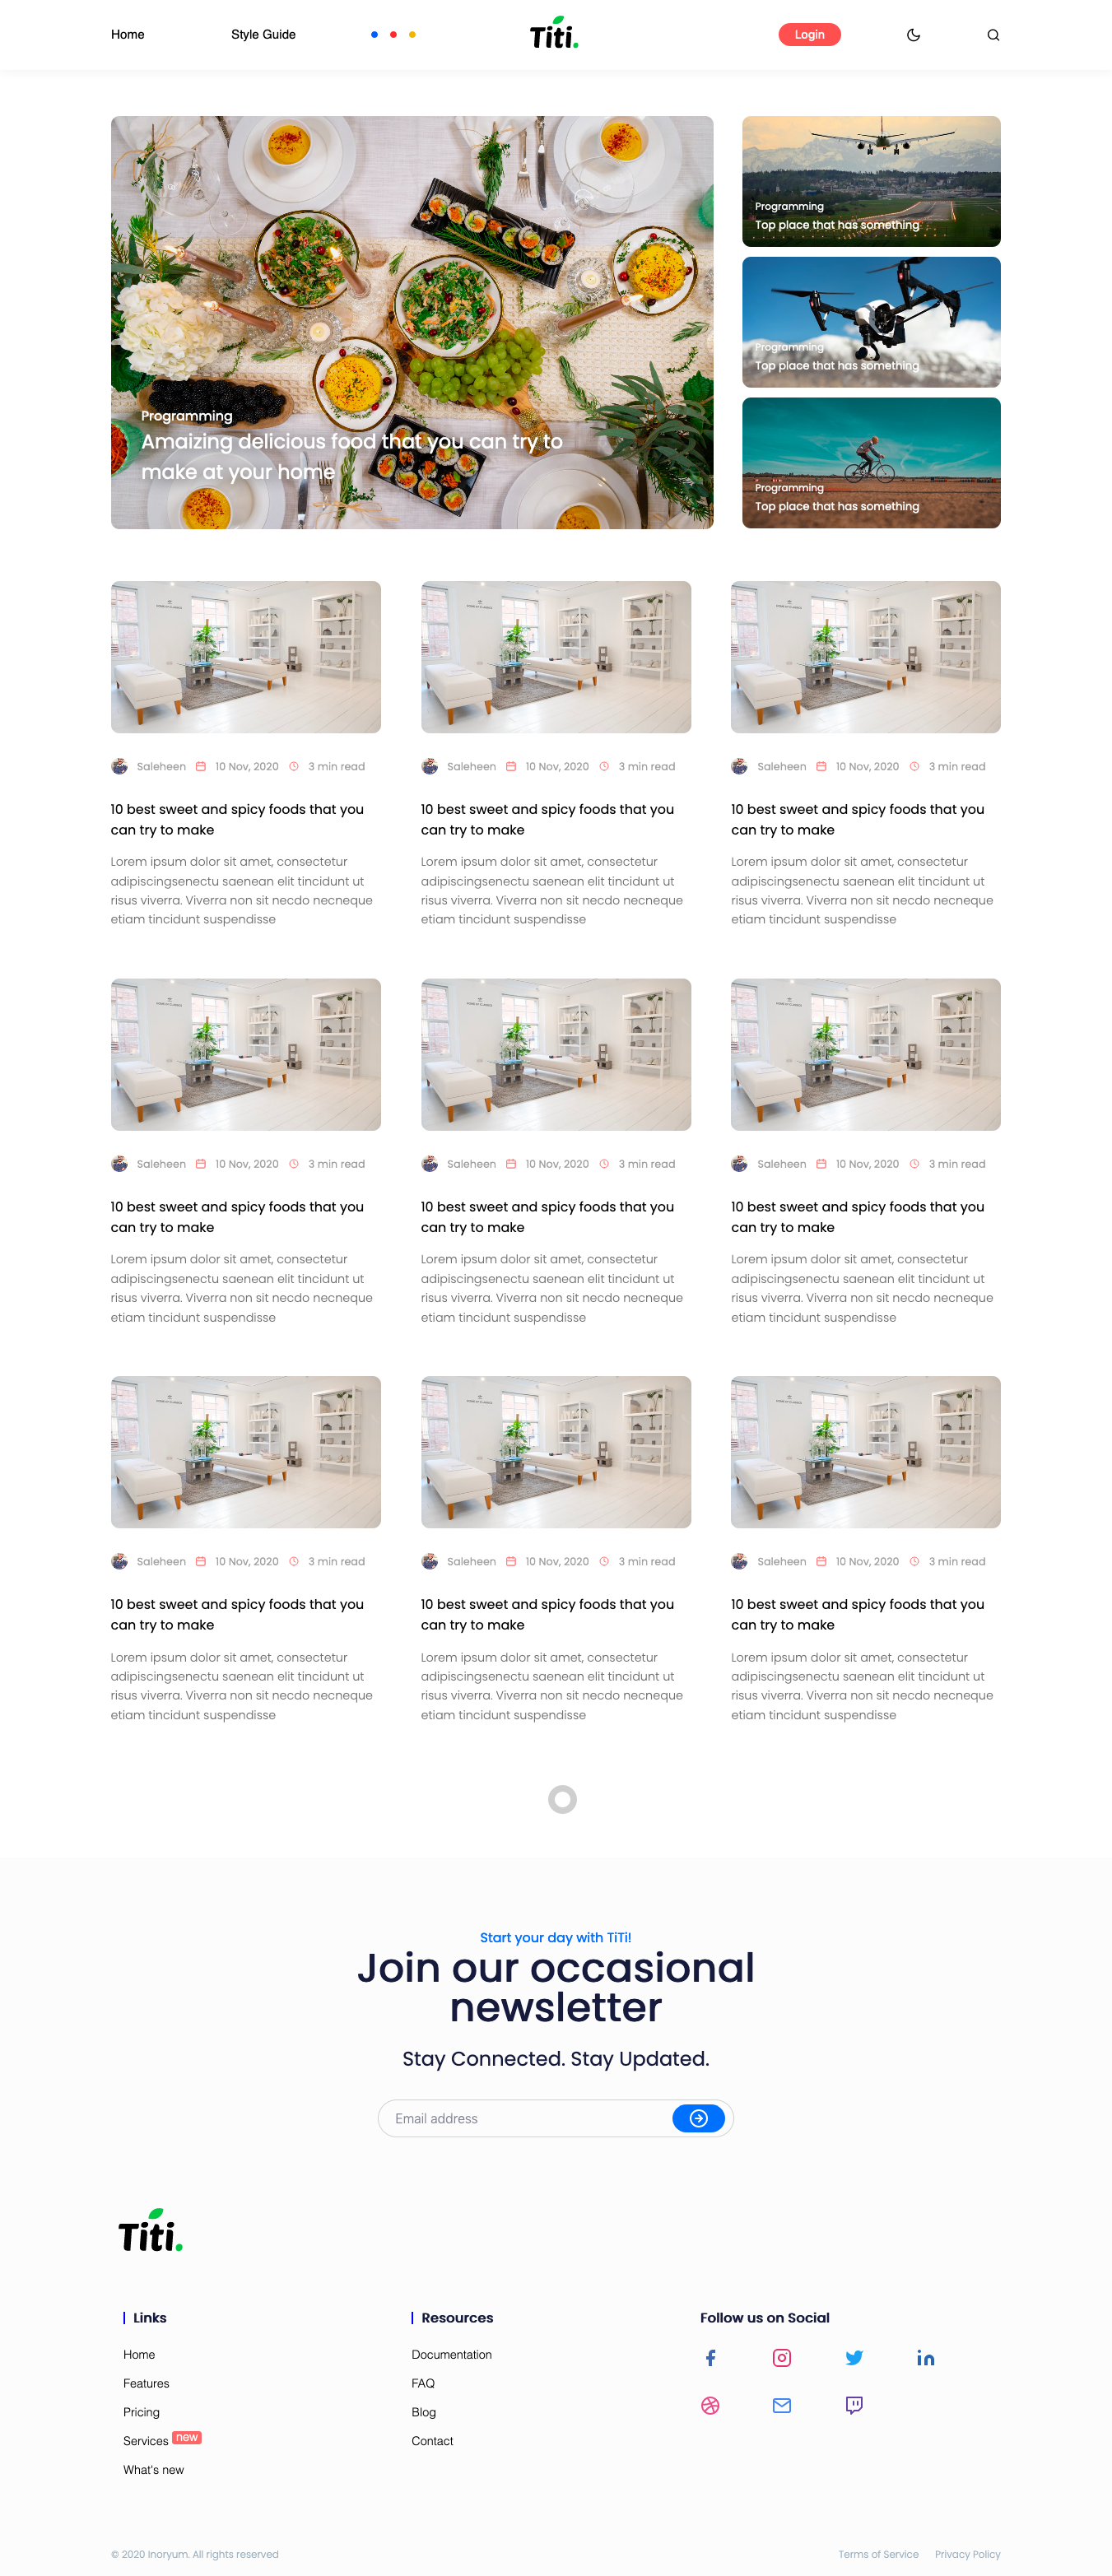 Home
Style Guide
Titi.
Login
Programming
Amaizing delicious food that you can try to
make at your home
Programming
Top place that has something
Programming
Top place that has something
Programming
Top place that has something
Saleheen 10 Nov, 2020 3 min read
10 best sweet and spicy foods that you
can try to make
Lorem ipsum dolor sit amet, consectetur
adipiscingsenectu saenean elit tincidunt ut
risus viverra. Viverra non sit necdo necneque
etiam tincidunt suspendisse
Saleheen 10 Nov, 2020 3 min read
10 best sweet and spicy foods that you
can try to make
Lorem ipsum dolor sit amet, consectetur
adipiscingsenectu saenean elit tincidunt ut
risus viverra. Viverra non sit necdo necneque
etiam tincidunt suspendisse
Saleheen 10 Nov, 2020 3 min read
10 best sweet and spicy foods that you
can try to make
Lorem ipsum dolor sit amet, consectetur
adipiscingsenectu saenean elit tincidunt ut
risus viverra. Viverra non sit necdo necneque
etiam tincidunt suspendisse
Saleheen 10 Nov, 2020 3 min read
10 best sweet and spicy foods that you
can try to make
Lorem ipsum dolor sit amet, consectetur
adipiscingsenectu saenean elit tincidunt ut
risus viverra. Viverra non sit necdo necneque
etiam tincidunt suspendisse
Saleheen 10 Nov, 2020 3 min read
10 best sweet and spicy foods that you
can try to make
Lorem ipsum dolor sit amet, consectetur
adipiscingsenectu saenean elit tincidunt ut
risus viverra. Viverra non sit necdo necneque
etiam tincidunt suspendisse
Saleheen 10 Nov, 2020 3 min read
10 best sweet and spicy foods that you
can try to make
Lorem ipsum dolor sit amet, consectetur
adipiscingsenectu saenean elit tincidunt ut
risus viverra. Viverra non sit necdo necneque
etiam tincidunt suspendisse
Saleheen 10 Nov, 2020 3 min read
10 best sweet and spicy foods that you
can try to make
Lorem ipsum dolor sit amet, consectetur
adipiscingsenectu saenean elit tincidunt ut
risus viverra. Viverra non sit necdo necneque
etiam tincidunt suspendisse
Saleheen 10 Nov, 2020 3 min read
10 best sweet and spicy foods that you
can try to make
Lorem ipsum dolor sit amet, consectetur
adipiscingsenectu saenean elit tincidunt ut
risus viverra. Viverra non sit necdo necneque
etiam tincidunt suspendisse
Saleheen 10 Nov, 2020 3 min read
10 best sweet and spicy foods that you
can try to make
Lorem ipsum dolor sit amet, consectetur
adipiscingsenectu saenean elit tincidunt ut
risus viverra. Viverra non sit necdo necneque
etiam tincidunt suspendisse
Start your day with TiTi!
Join our occasional
newsletter
Stay Connected. Stay Updated.
Email address
Titi.
Links
Home
Features
Pricing
Services new
What's new
Resources
Documentation
FAQ
Blog
Contact
Follow us on Social
© 2020 Inoryum. All rights reserved
Terms of Service
Privacy Policy